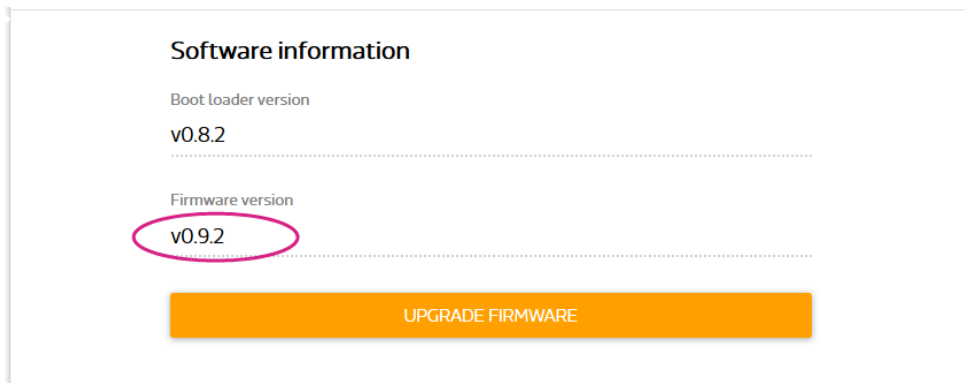 Software information
Boot loader version
v0.8.2
Firmware version
v0.9.2
UPGRADE FIRMWARE